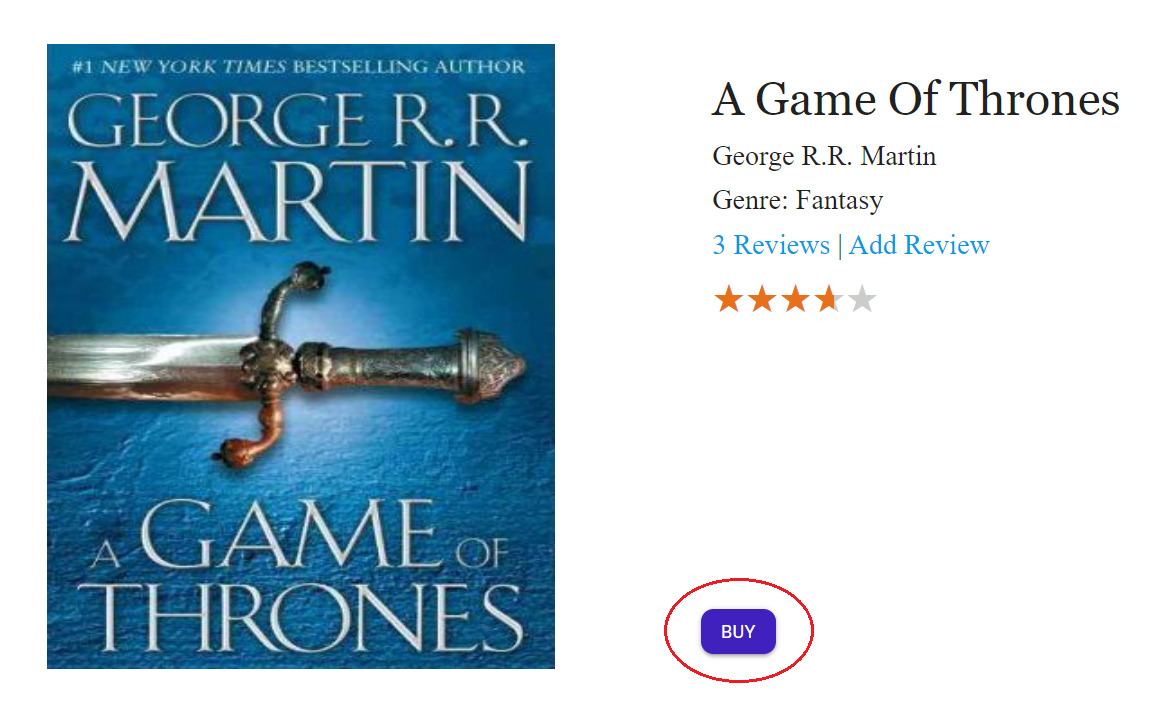 #1 NEW YORK TIMES BESTSELLING AUTHOR
GEORGE R. R.
MARTIN
A GAME OF
THRONES
A Game Of Thrones
George R.R. Martin
Genre: Fantasy
3 Reviews | Add Review
BUY